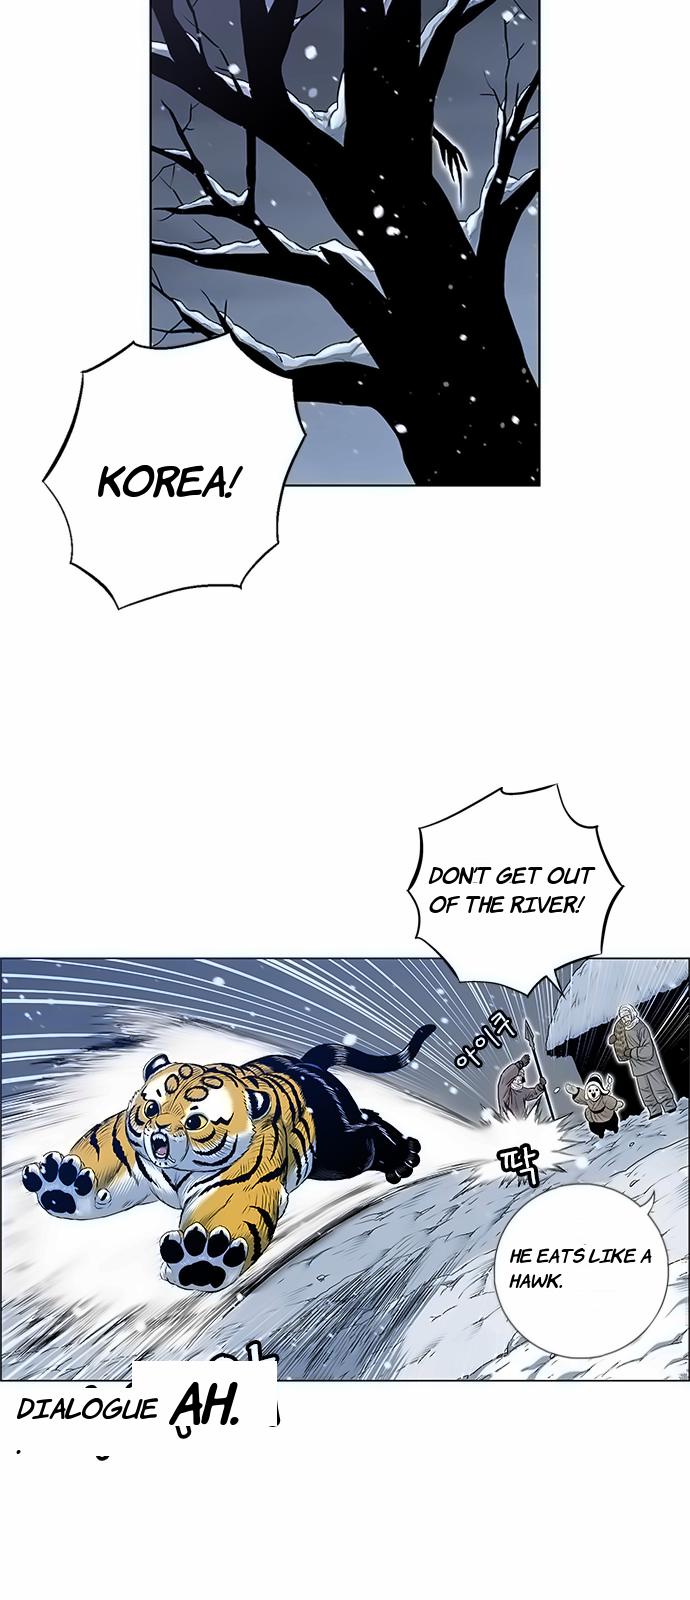 KOREA!
DON'T GET OUT
OF THE RIVER!
아이쿠
딱
HE EATS LIKE A
HAWK.
DIALOGUE AH.
.